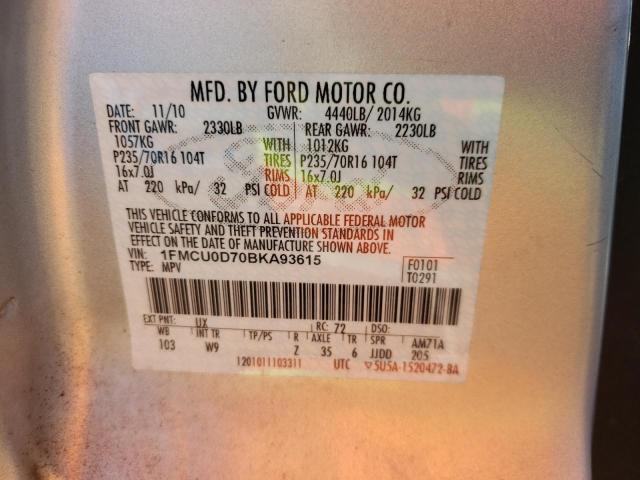 MFD. BY FORD MOTOR CO.
DATE: 11/10 GVWR: 4440LB/ 2014KG
FRONT GAWR: 2330LB REAR GAWR: 2230LB
1057KG WITH 1012KG WITH
P235/70R16 104T TIRES P235/70R16 104T TIRES
16x7.0J RIMS 16x7.0J RIMS
AT 220 kPa/ 32 PSI COLD AT 220 kPa/ 32 PSI COLD
THIS VEHICLE CONFORMS TO ALL APPLICABLE FEDERAL MOTOR
VEHICLE SAFETY AND THEFT PREVENTION STANDARDS IN
EFFECT ON THE DATE OF MANUFACTURE SHOWN ABOVE.
VIN: 1FMCU0D70BKA93615 F0101
TYPE: MPV T0291
EXT PNT: UX RC: 72 DSO:
WB INT TR TP/PS R AXLE TR SPR AM71A
103 W9 Z 35 6 JJDD 205
1201011103311 UTC ▽5U5A-1520472-BA